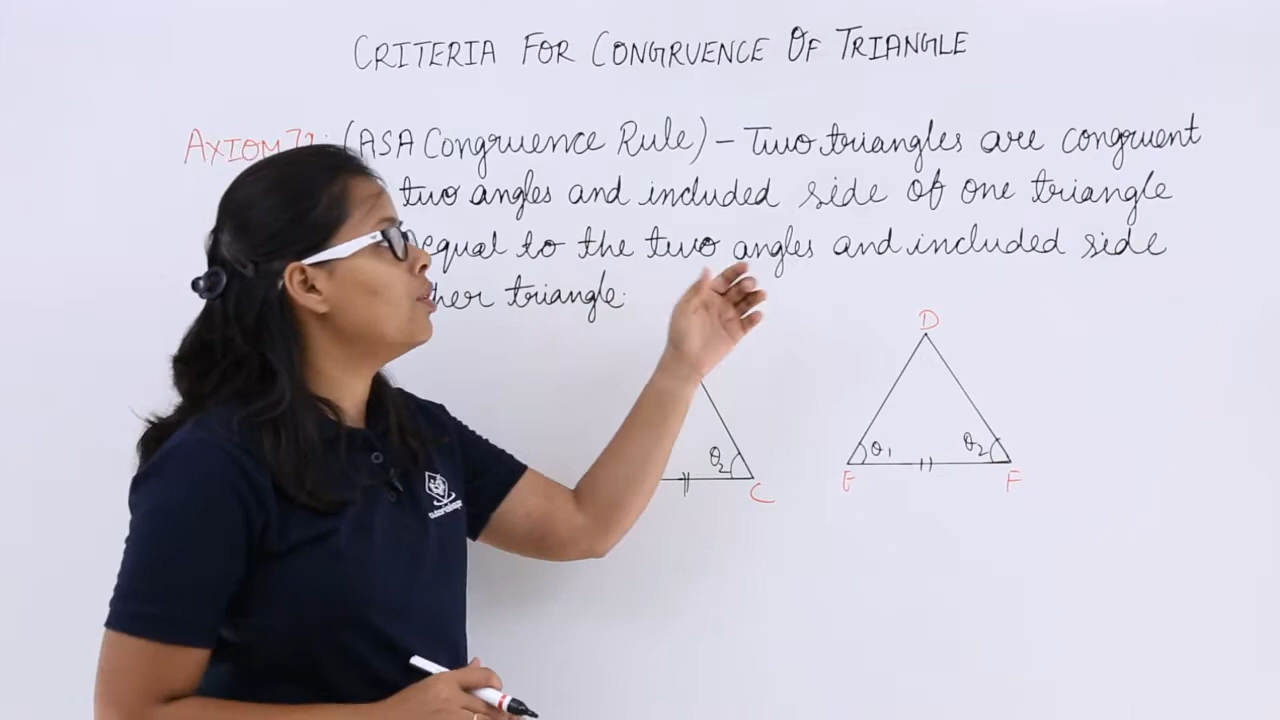 CRITERIA FOR CONGRUENCE OF TRIANGLE
AXIOM (ASA Congruence Rule) - Two triangles are congruent
two angles and included side of one triangle
equal to the two angles and included side
her triangle.
D
θ2
C
θ1
θ2
E
F